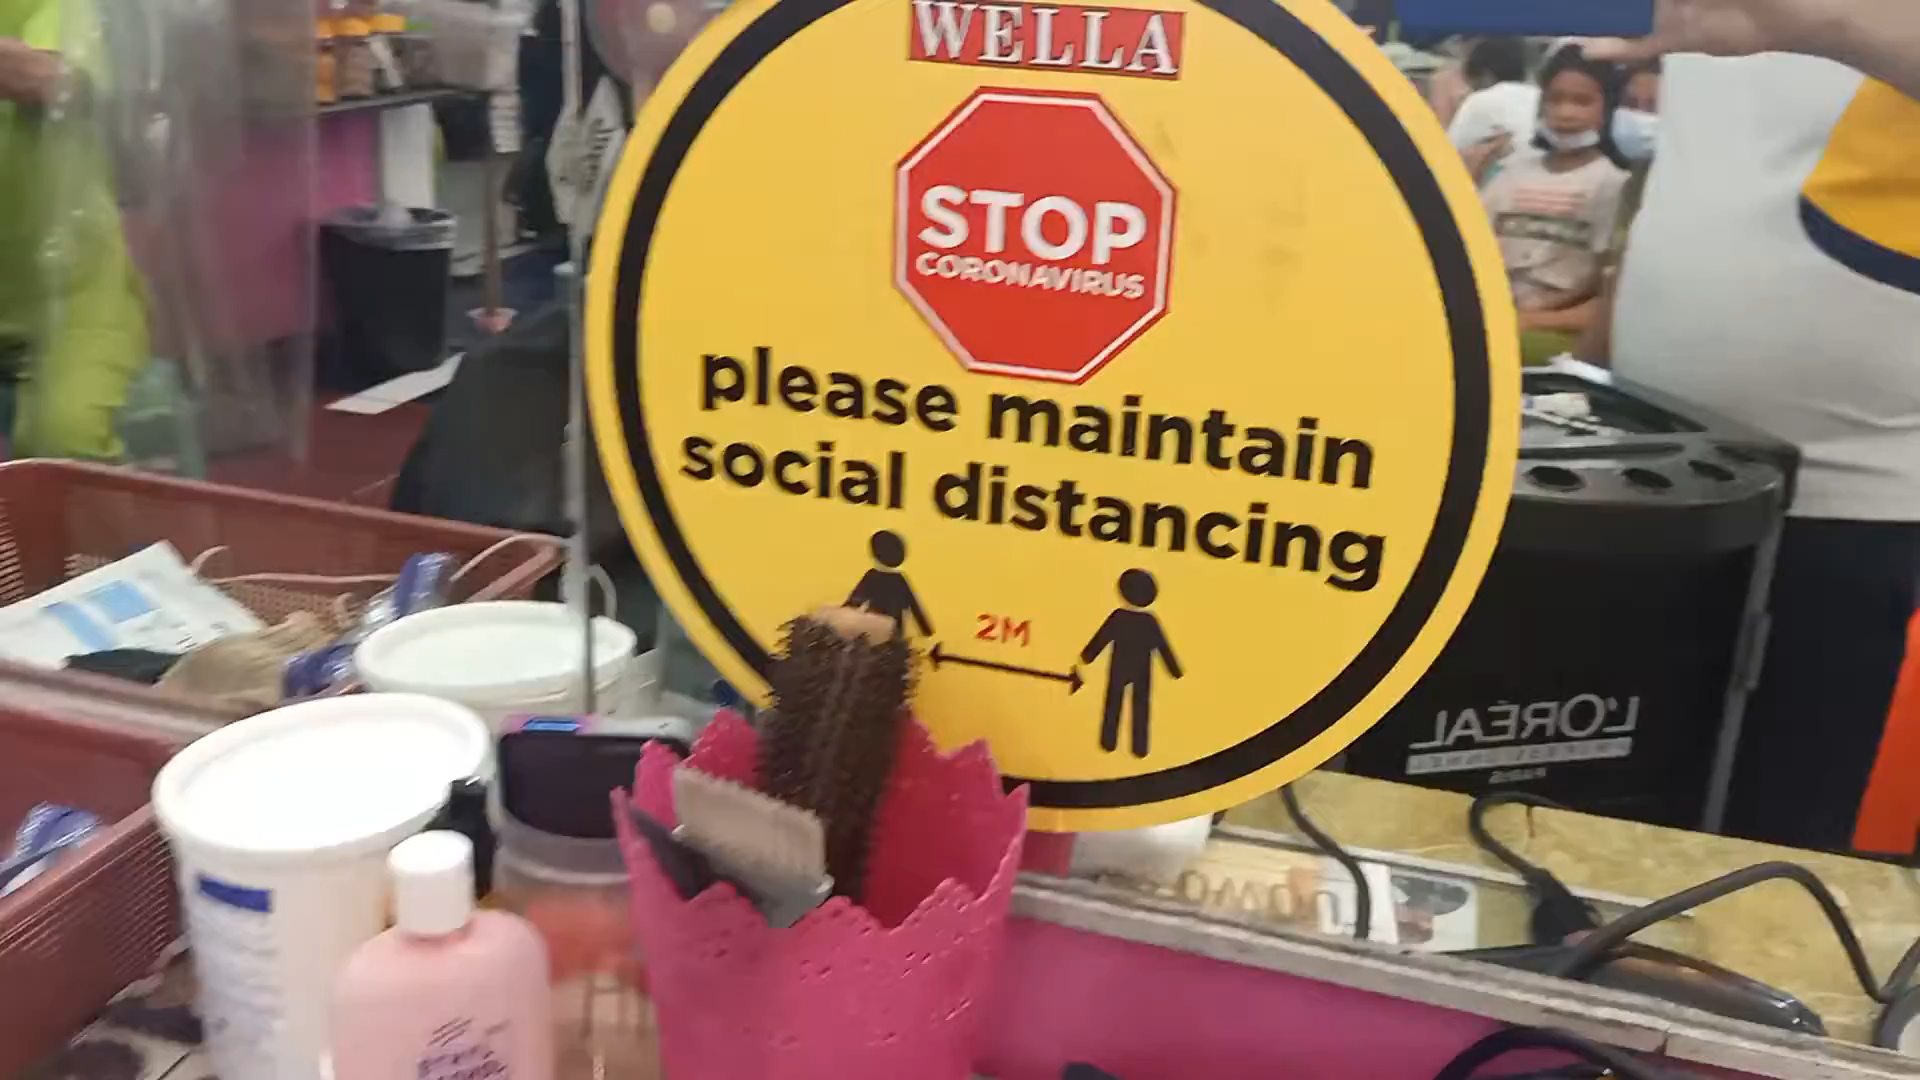 WELLA
STOP
CORONAVIRUS
please maintain
social distancing
2M
L'ORÉAL